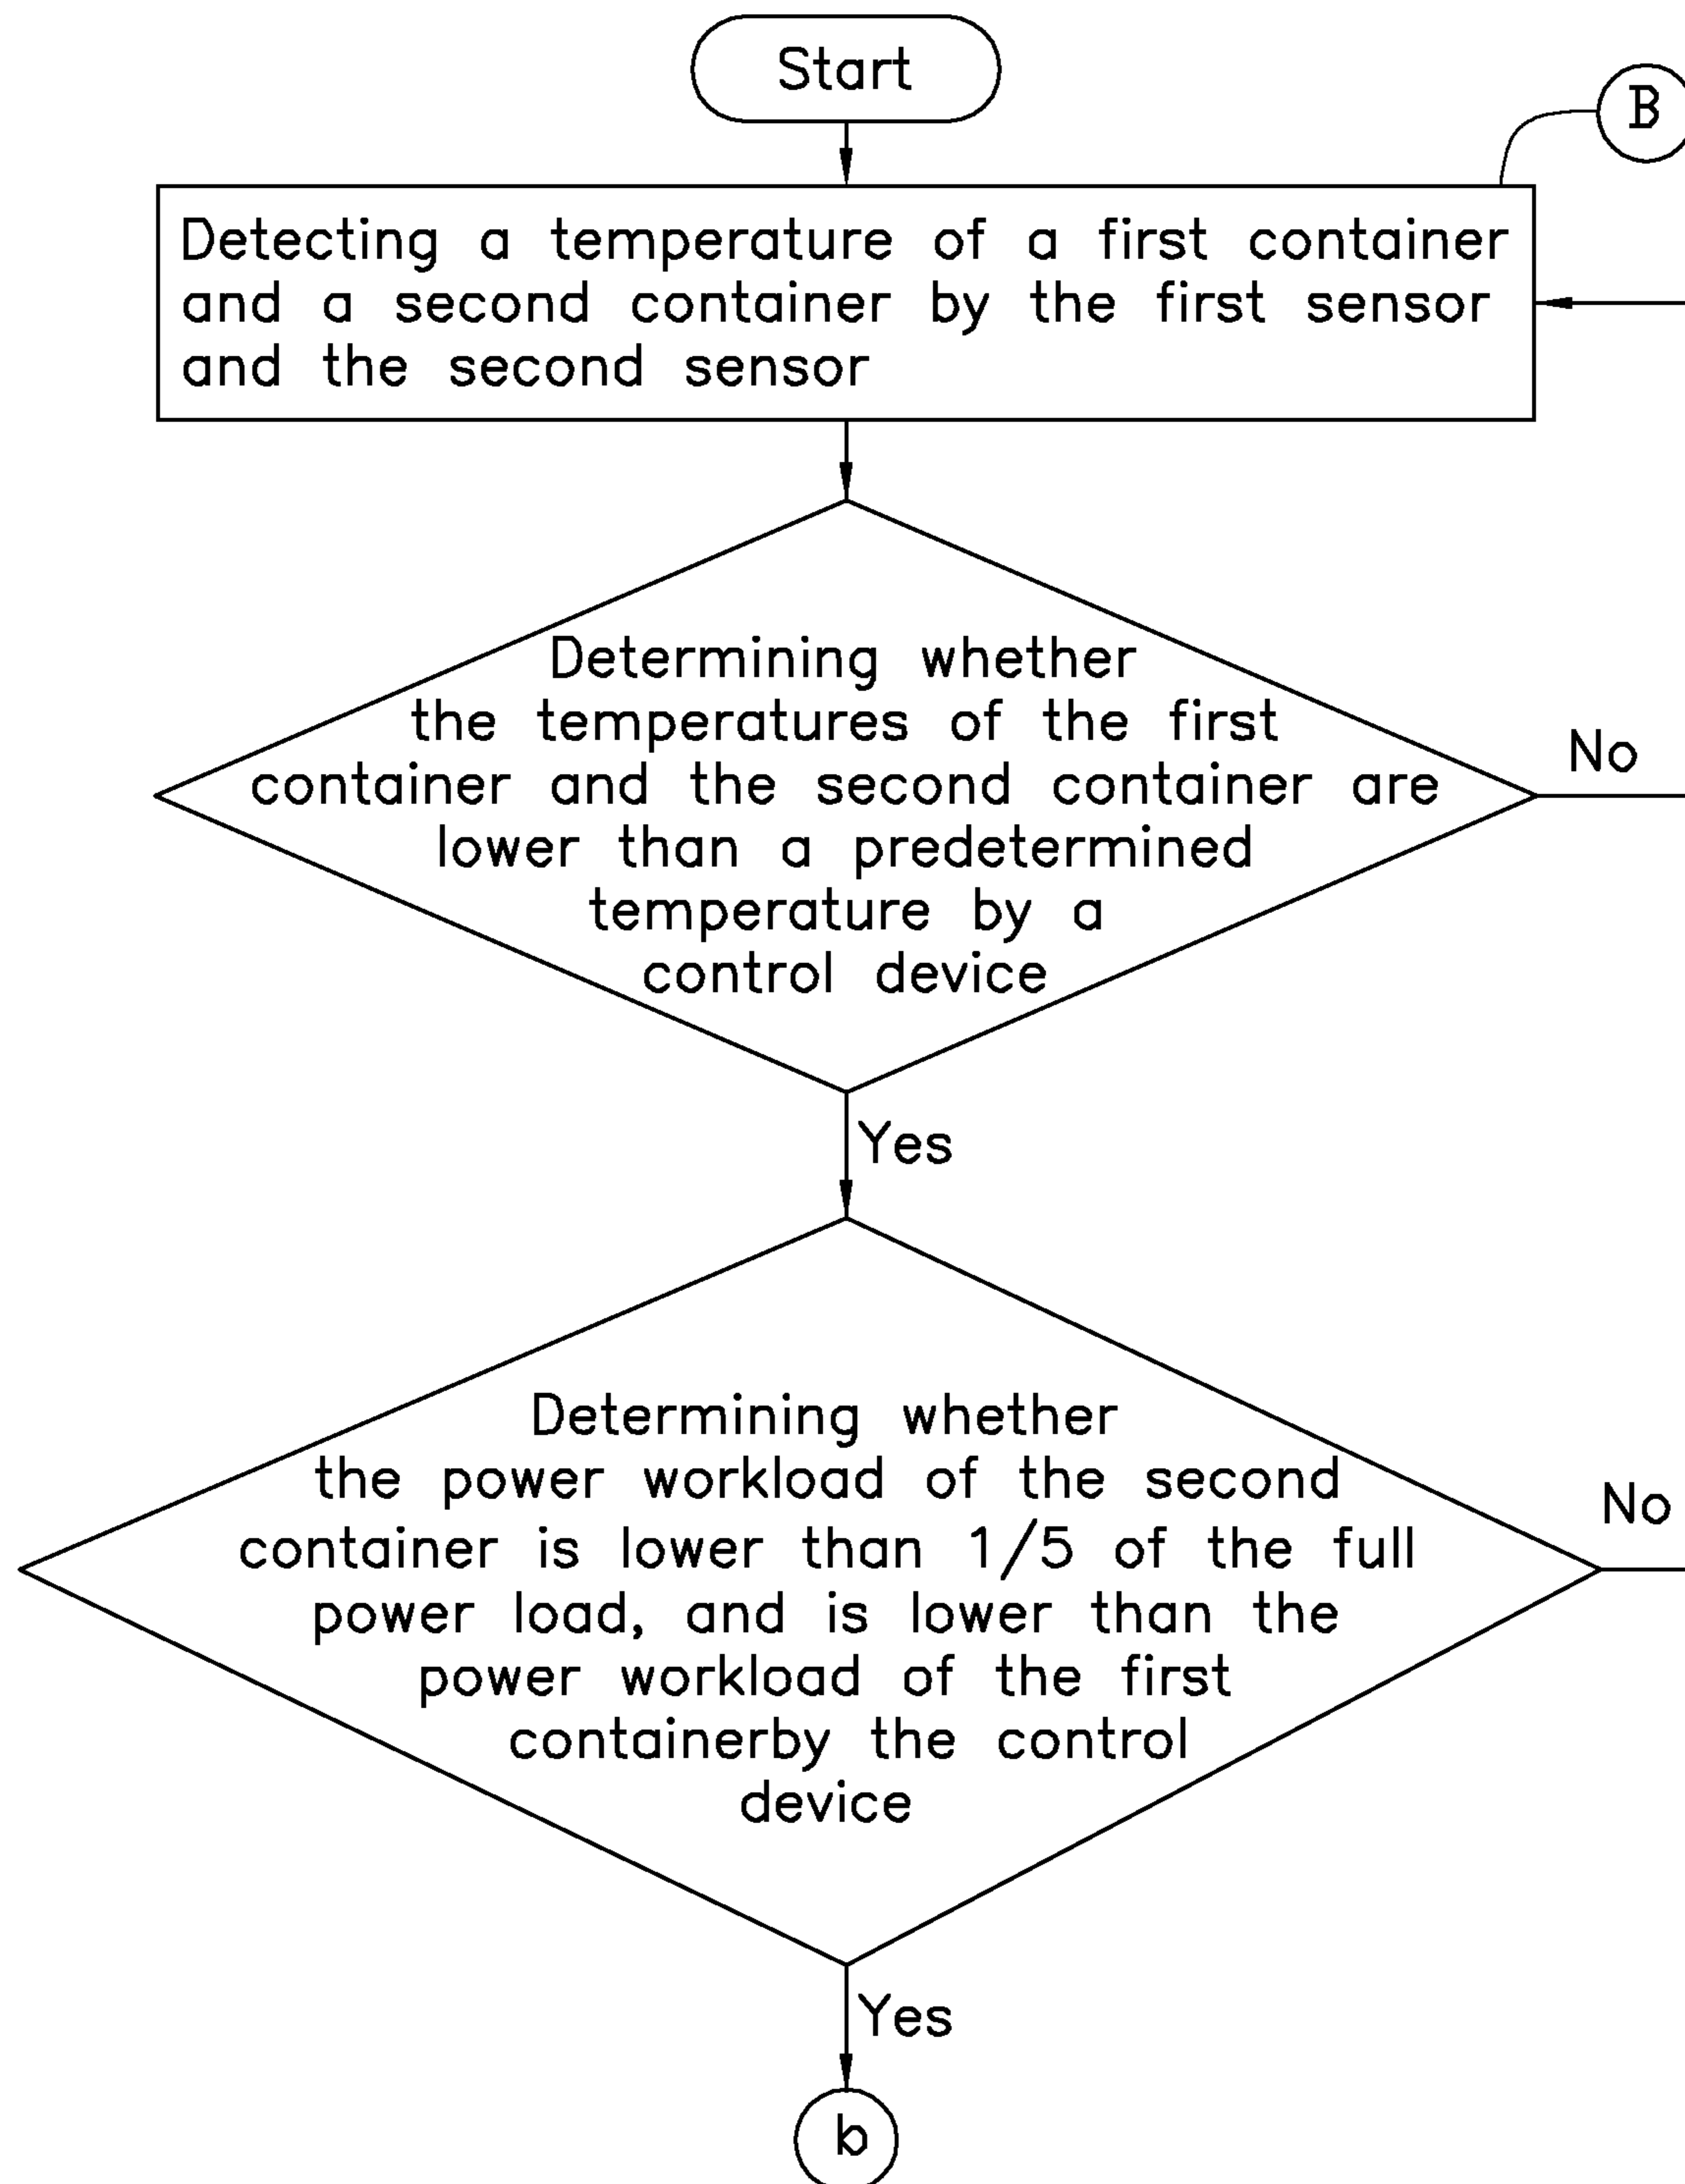 Start
B
Detecting a temperature of a first container
and a second container by the first sensor
and the second sensor
Determining whether
the temperatures of the first
container and the second container are
lower than a predetermined
temperature by a
control device
No
Yes
Determining whether
the power workload of the second
container is lower than 1/5 of the full
power load, and is lower than the
power workload of the first
containerby the control
device
No
Yes
b